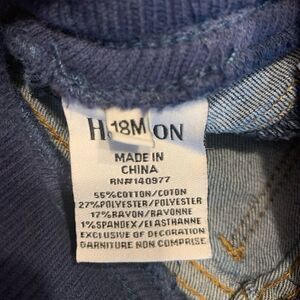 18M
H ON
MADE IN
CHINA
RN#140977
55%COTTON/COTON
27%POLYESTER/POLYESTER
17%RAYON/RAYONNE
1%SPANDEX/ELASTHANNE
EXCLUSIVE OF DECORATION
GARNITURE NON COMPRISE